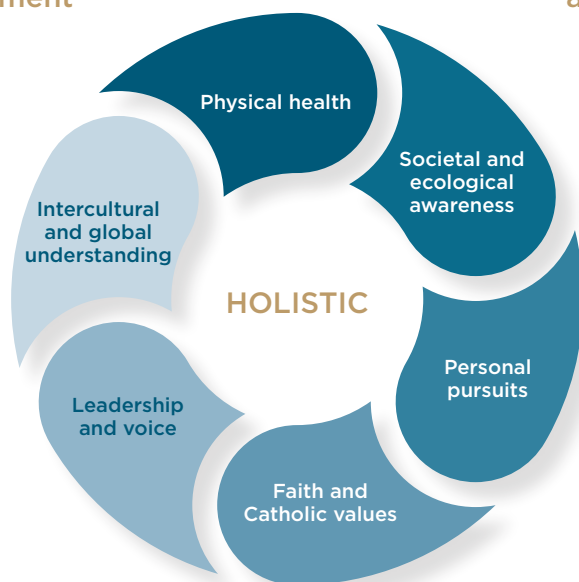 ment
a
Physical health
Societal and
ecological
awareness
Intercultural
and global
understanding
HOLISTIC
Personal
pursuits
Leadership
and voice
Faith and
Catholic values